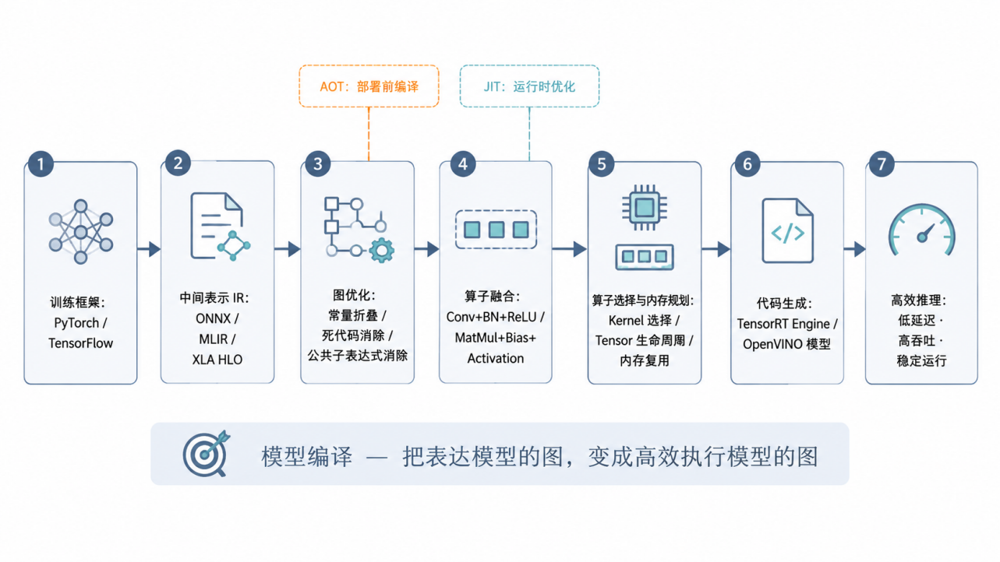 AOT：部署前编译
JIT：运行时优化
1
训练框架：
PyTorch /
TensorFlow
2
中间表示 IR：
ONNX /
MLIR /
XLA HLO
3
图优化：
常量折叠 /
死代码消除 /
公共子表达式消除
4
算子融合：
Conv+BN+ReLU /
MatMul+Bias+
Activation
5
算子选择与内存规划：
Kernel 选择 /
Tensor 生命周期 /
内存复用
6
</>
代码生成：
TensorRT Engine /
OpenVINO 模型
7
高效推理：
低延迟 ·
高吞吐 ·
稳定运行
模型编译 — 把表达模型的图，变成高效执行模型的图